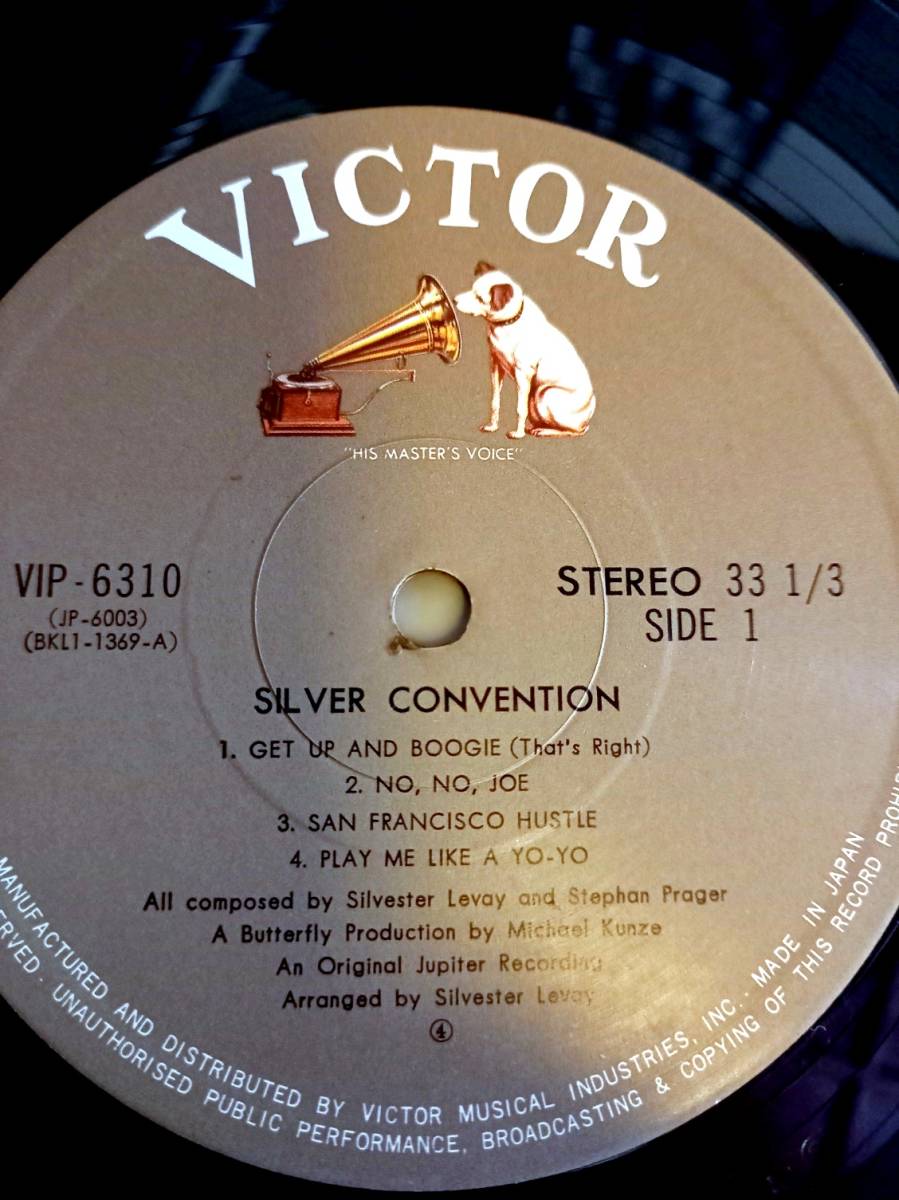 VICTOR
"HIS MASTER'S VOICE"
VIP-6310
(JP-6003)
(BKL1-1369-A)
STEREO 33 1/3
SIDE 1
SILVER CONVENTION
1. GET UP AND BOOGIE (That's Right)
2. NO, NO, JOE
3. SAN FRANCISCO HUSTLE
4. PLAY ME LIKE A YO-YO
All composed by Silvester Levay and Stephan Prager
A Butterfly Production by Michael Kunze
An Original Jupiter Recording
Arranged by Silvester Levay
④
MANUFACTURED AND DISTRIBUTED BY VICTOR MUSICAL INDUSTRIES, INC.· MADE IN JAPAN
UNAUTHORISED PUBLIC PERFORMANCE, BROADCASTING & COPYING OF THIS RECORD